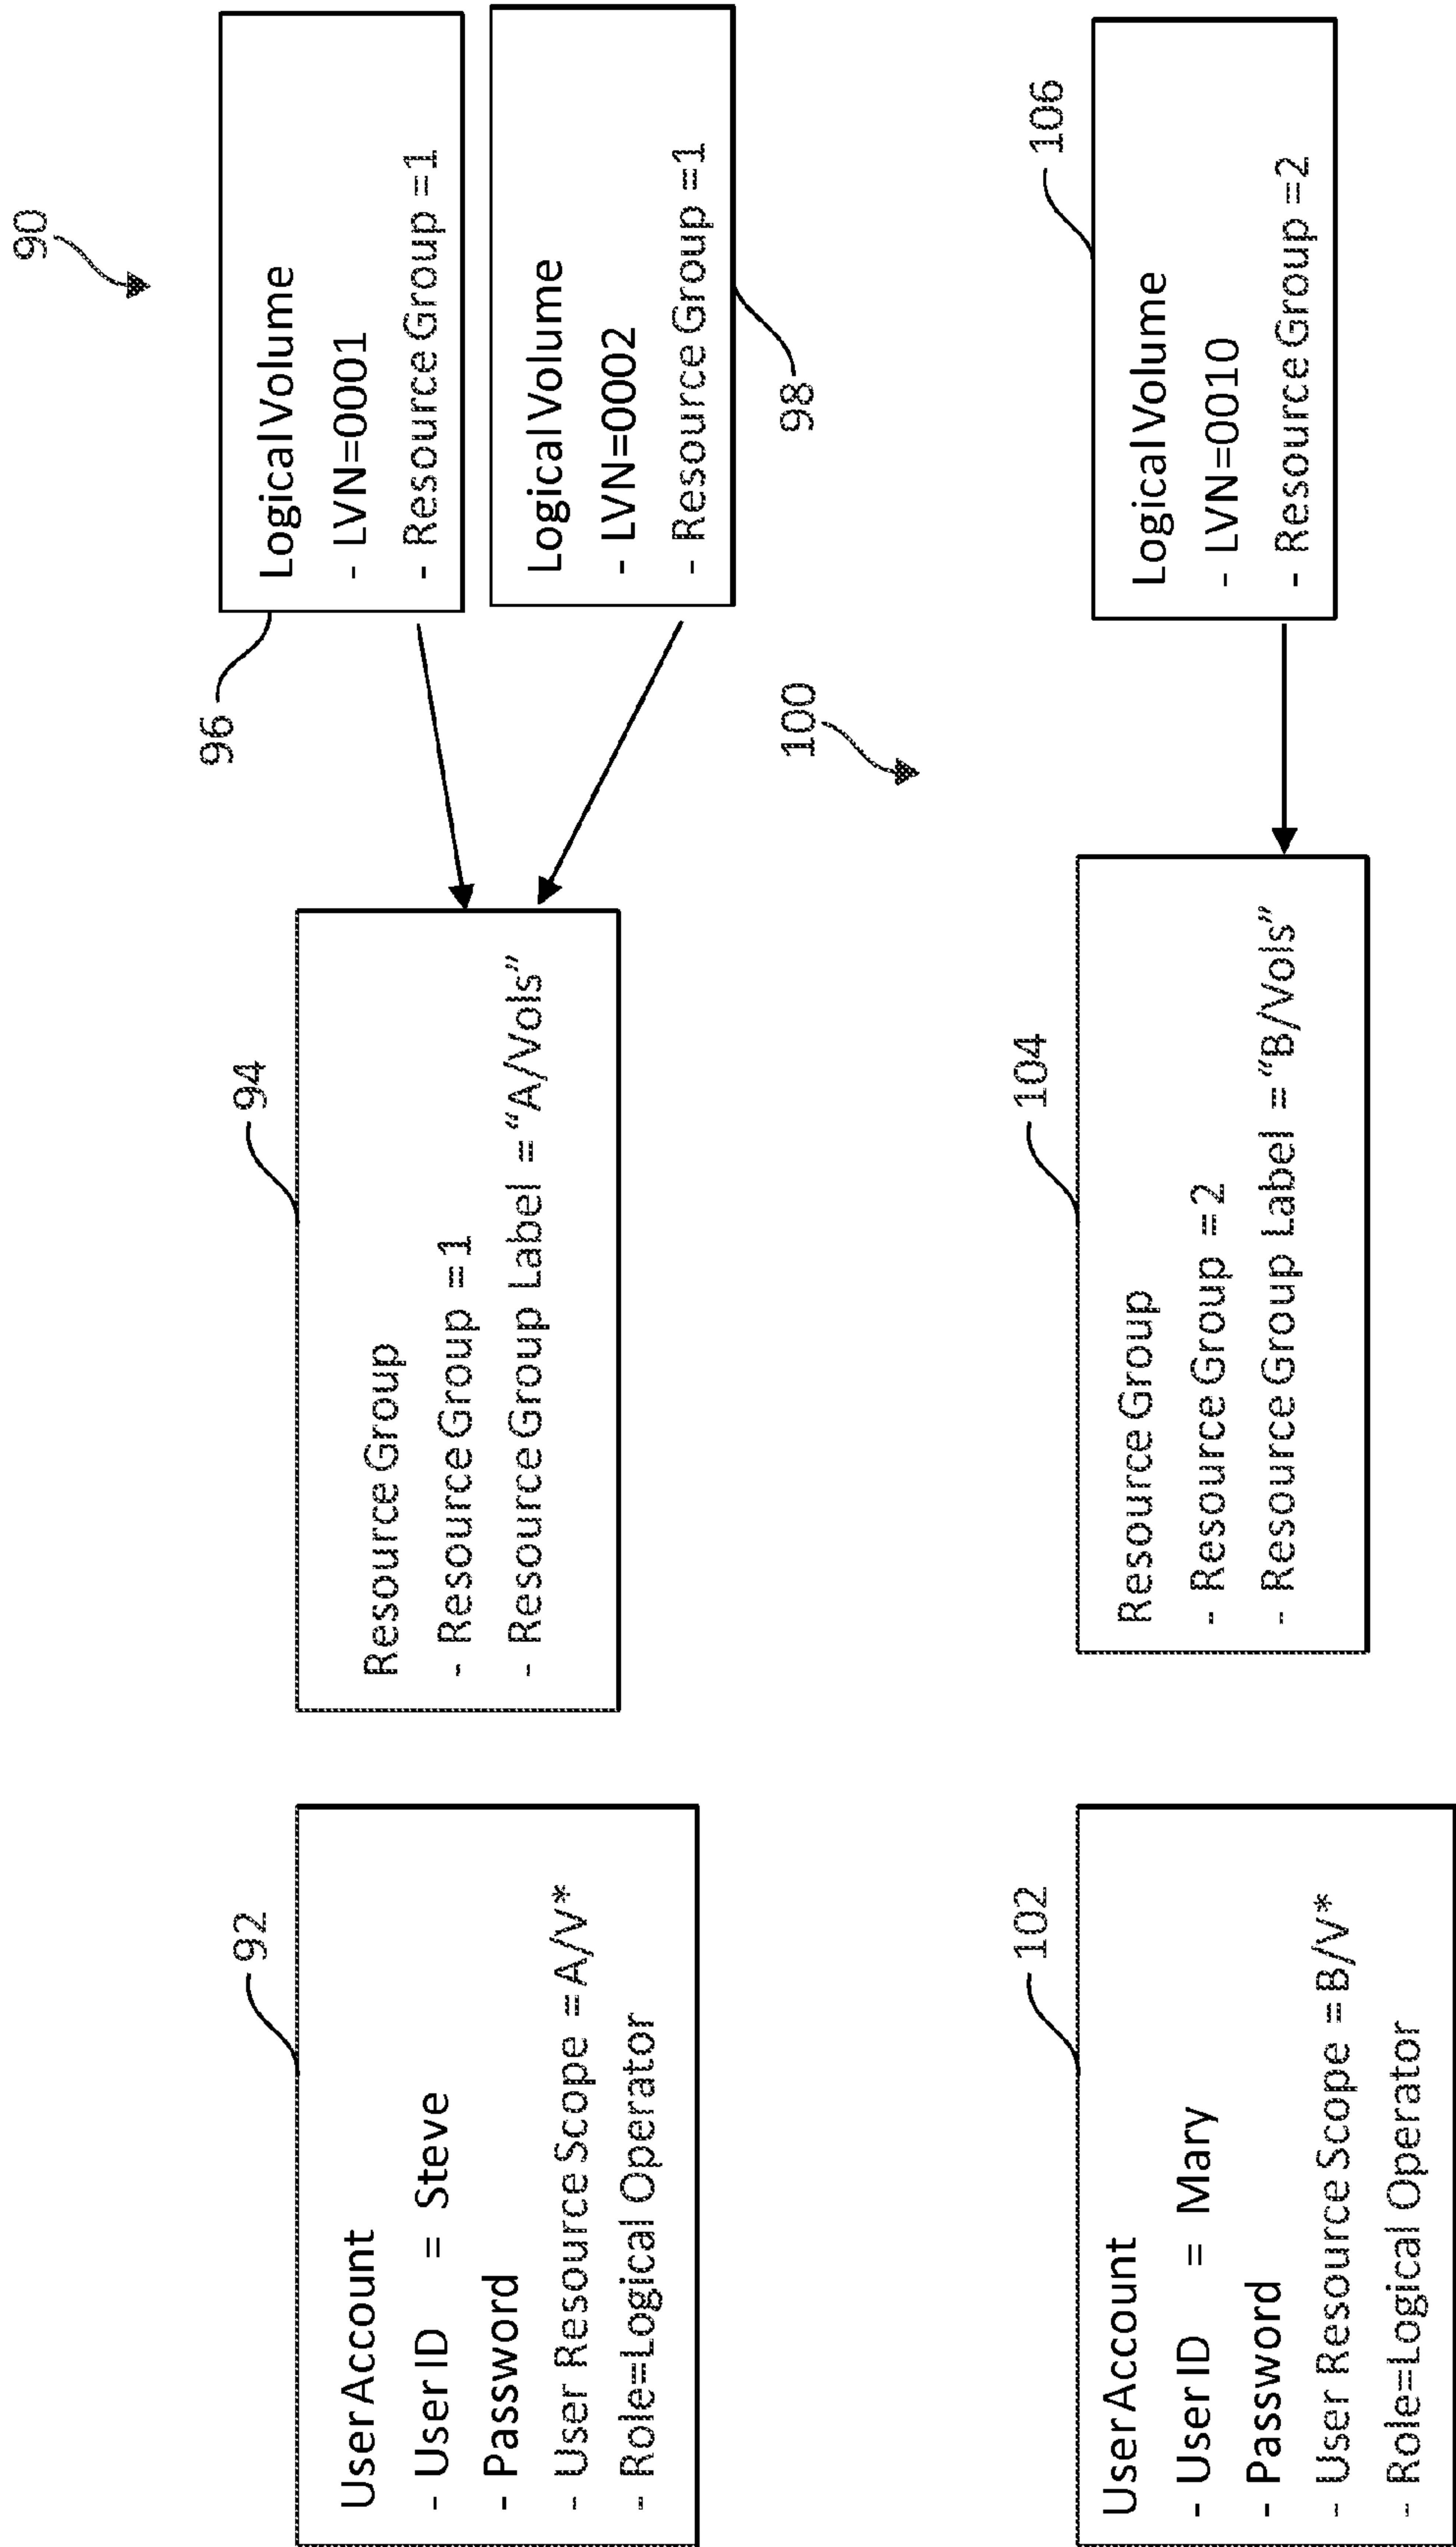 90
92
User Account
- User ID = Steve
- Password
- User Resource Scope = A/V*
- Role=Logical Operator
94
Resource Group
- Resource Group = 1
- Resource Group Label = “A/Vols”
96
Logical Volume
- LVN=0001
- Resource Group =1
Logical Volume
- LVN=0002
- Resource Group =1
98
100
102
User Account
- User ID = Mary
- Password
- User Resource Scope = B/V*
- Role=Logical Operator
104
Resource Group
- Resource Group = 2
- Resource Group Label = “B/Vols”
106
Logical Volume
- LVN=0010
- Resource Group =2